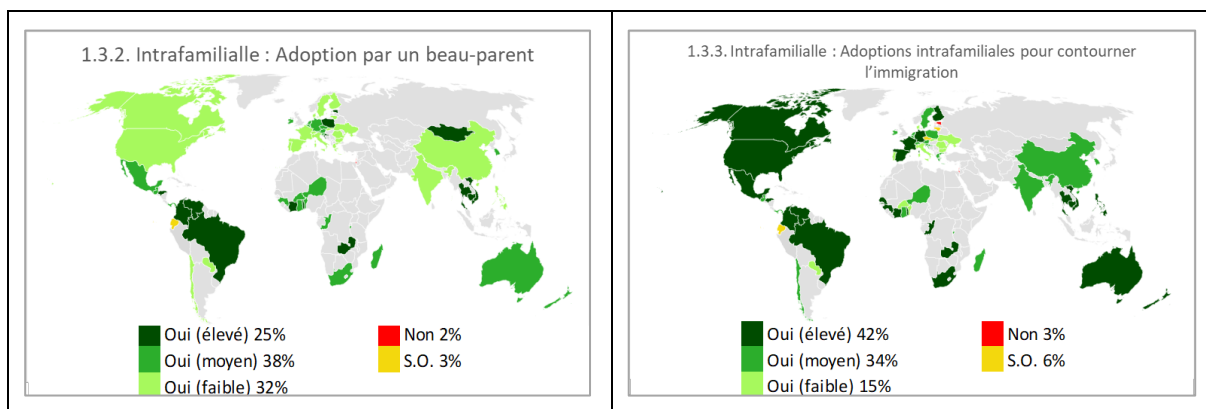 1.3.2. Intrafamilialle : Adoption par un beau-parent
Oui (élevé) 25%
Oui (moyen) 38%
Oui (faible) 32%
Non 2%
S.O. 3%
1.3.3. Intrafamilialle : Adoptions intrafamiliales pour contourner
l’immigration
Oui (élevé) 42%
Oui (moyen) 34%
Oui (faible) 15%
Non 3%
S.O. 6%